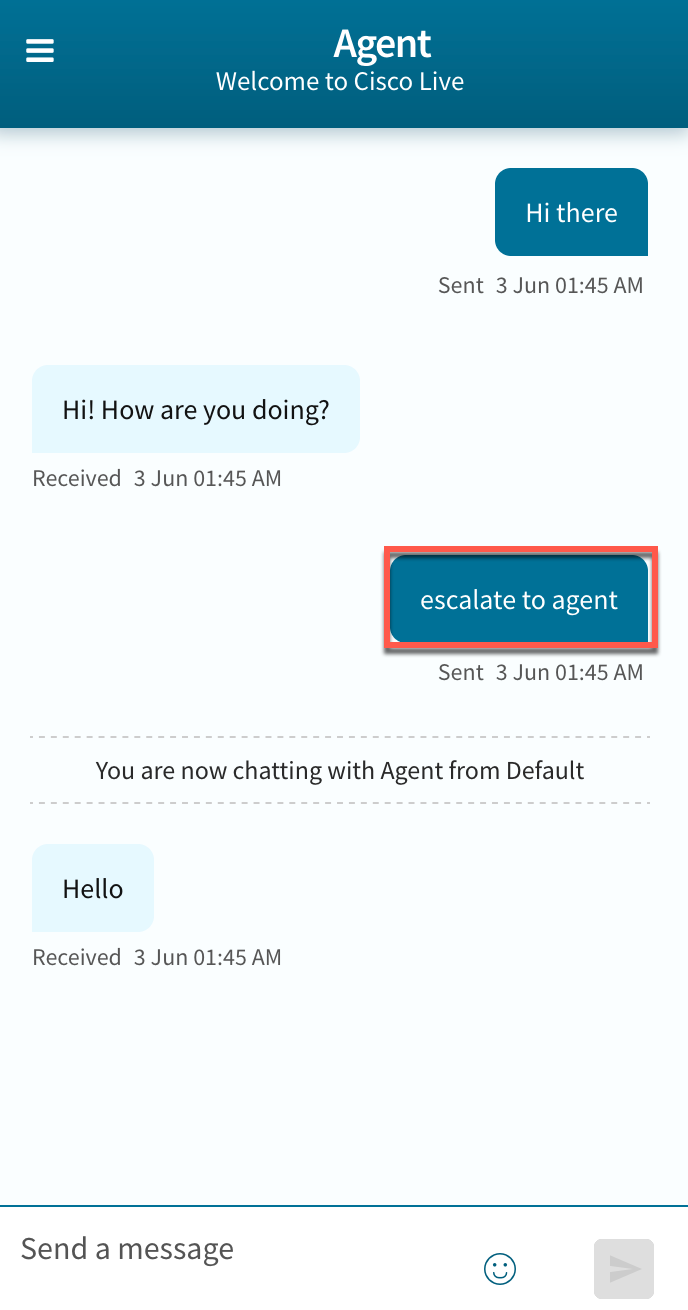 Agent
Welcome to Cisco Live
Hi there
Sent 3 Jun 01:45 AM
Hi! How are you doing?
Received 3 Jun 01:45 AM
escalate to agent
Sent 3 Jun 01:45 AM
You are now chatting with Agent from Default
Hello
Received 3 Jun 01:45 AM
Send a message